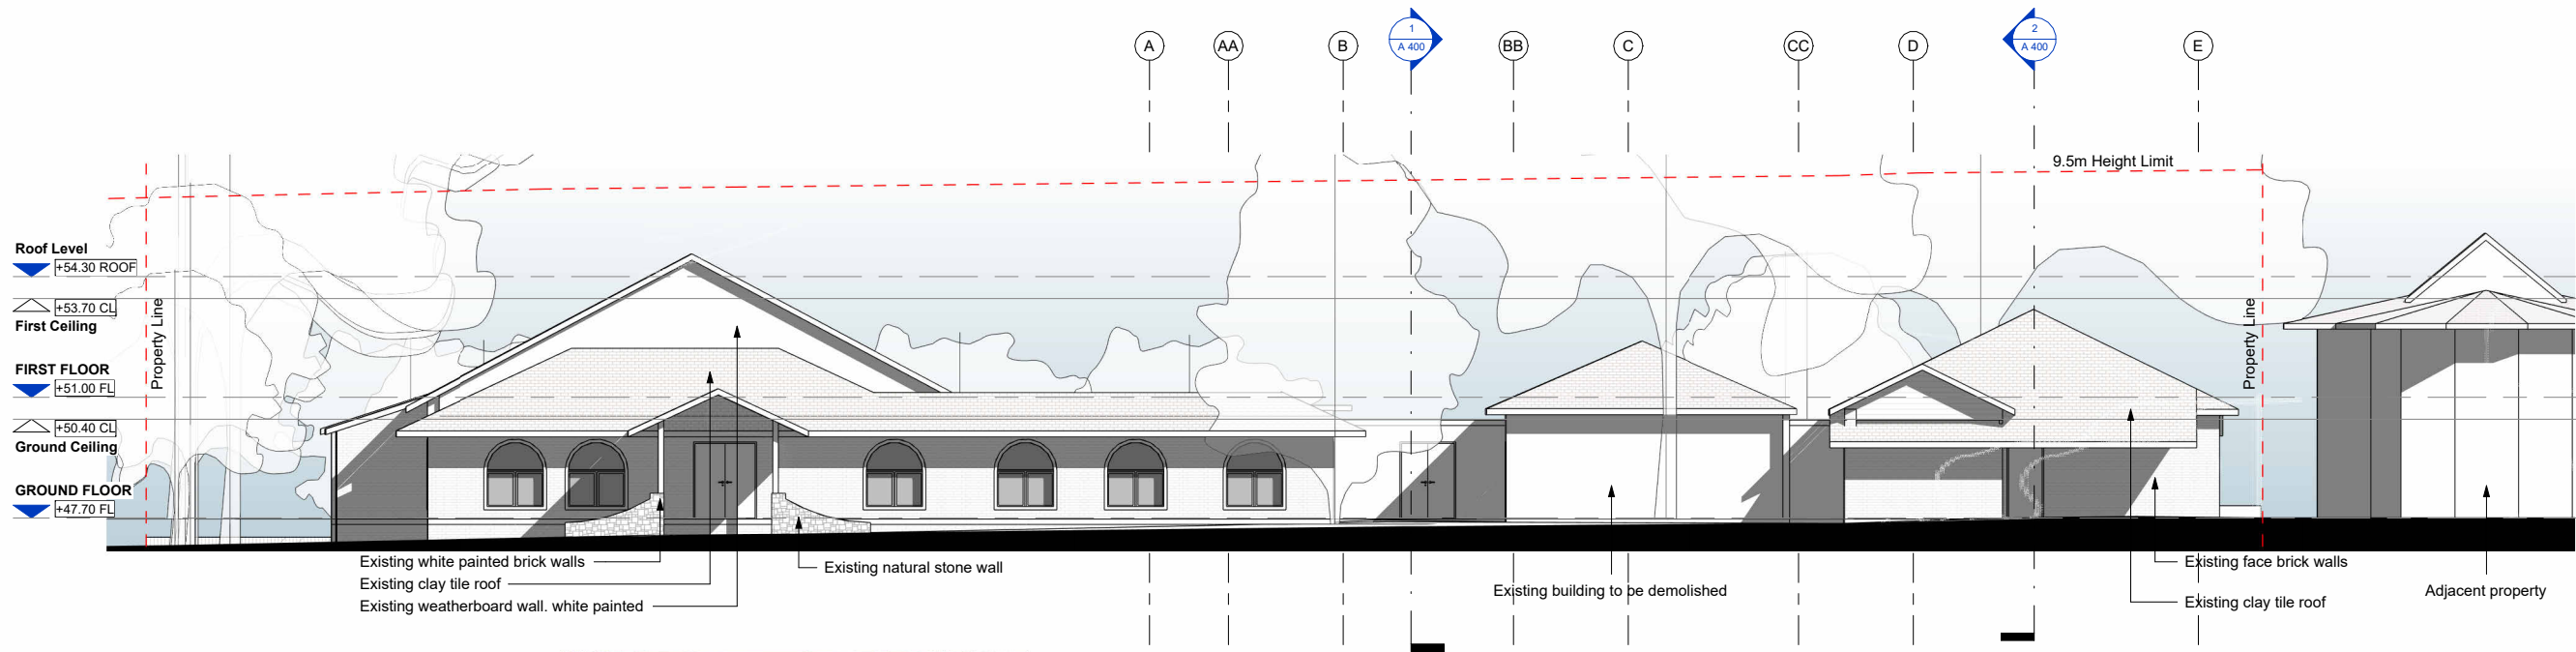 A
AA
B
1
A 400
BB
C
CC
D
2
A 400
E
9.5m Height Limit
Roof Level
+54.30 ROOF
+53.70 CL
First Ceiling
Property Line
Property Line
FIRST FLOOR
+51.00 FL
+50.40 CL
Ground Ceiling
GROUND FLOOR
+47.70 FL
Existing white painted brick walls
Existing clay tile roof
Existing weatherboard wall. white painted
Existing natural stone wall
Existing building to be demolished
Existing face brick walls
Existing clay tile roof
Adjacent property